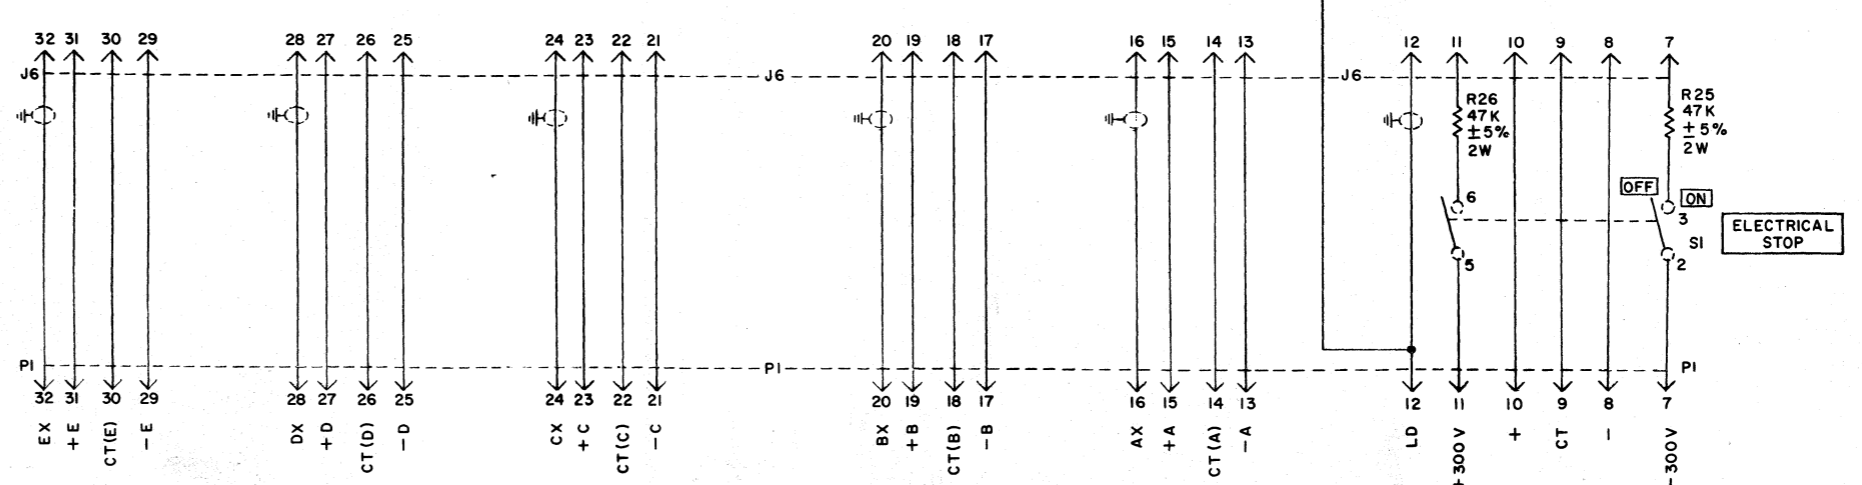 32 31 30 29 28 27 26 25 24 23 22 21 20 19 18 17 16 15 14 13 12 11 10 9 8 7
J6 J6 J6
R26
47K
±5%
2W
R25
47K
±5%
2W
OFF ON
6 3
S1
5 2
ELECTRICAL
STOP
P1 P1 P1
32 31 30 29 28 27 26 25 24 23 22 21 20 19 18 17 16 15 14 13 12 11 10 9 8 7
EX
+E
CT(E)
-E
DX
+D
CT(D)
-D
CX
+C
CT(C)
-C
BX
+B
CT(B)
-B
AX
+A
CT(A)
-A
LD
+300V
+
CT
-
-300V